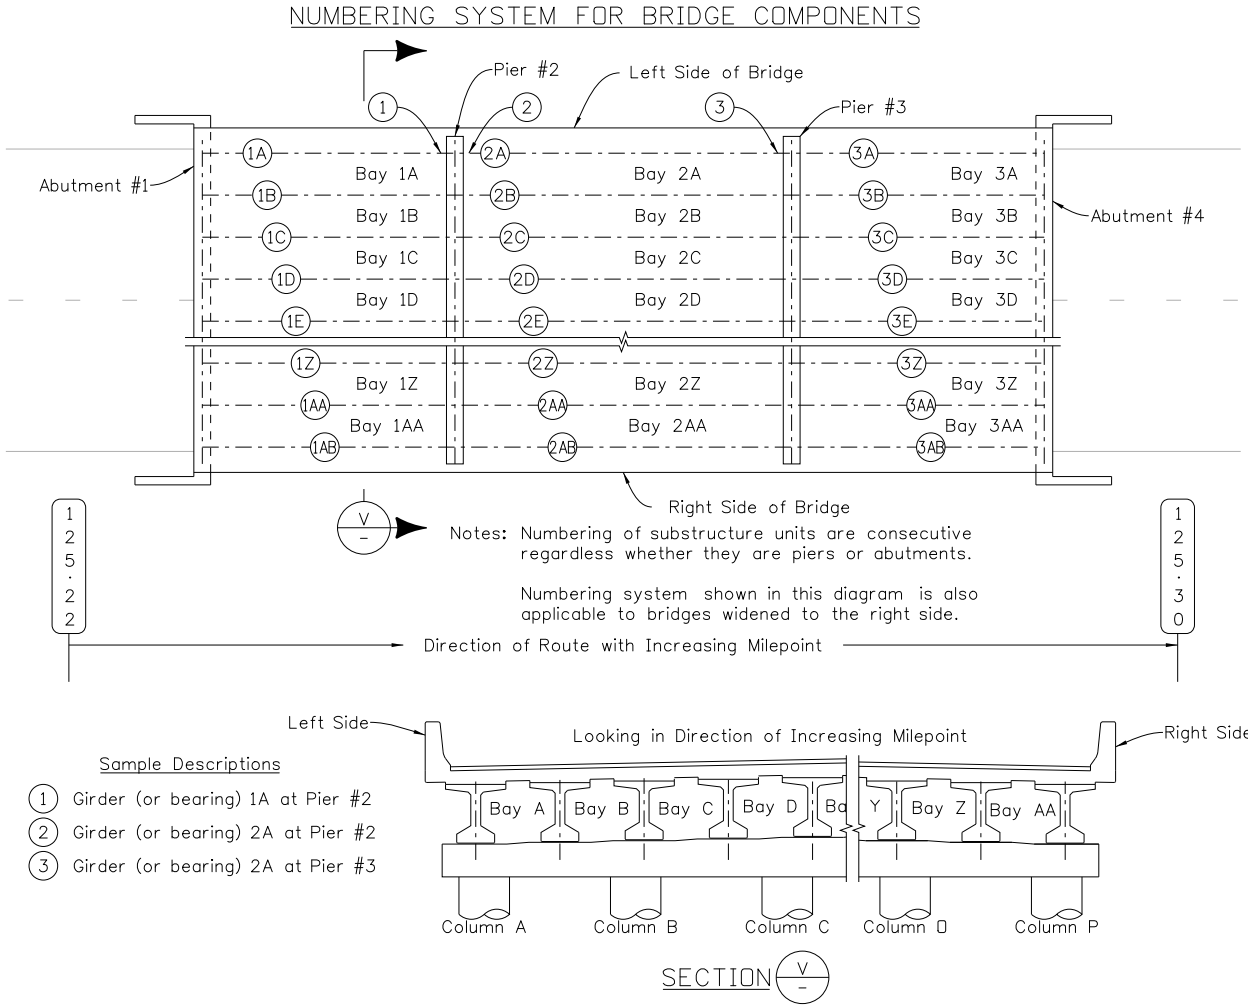 NUMBERING SYSTEM FOR BRIDGE COMPONENTS
Pier #2
Left Side of Bridge
1
2
3
Pier #3
1A
2A
3A
Bay 1A
Bay 2A
Bay 3A
Abutment #1
1B
2B
3B
Bay 1B
Bay 2B
Bay 3B
Abutment #4
1C
2C
3C
Bay 1C
Bay 2C
Bay 3C
1D
2D
3D
Bay 1D
Bay 2D
Bay 3D
1E
2E
3E
1Z
2Z
3Z
Bay 1Z
Bay 2Z
Bay 3Z
1AA
2AA
3AA
Bay 1AA
Bay 2AA
Bay 3AA
1AB
2AB
3AB
Right Side of Bridge
125.22
V
-
125.30
Notes: Numbering of substructure units are consecutive
regardless whether they are piers or abutments.
Numbering system shown in this diagram is also
applicable to bridges widened to the right side.
Direction of Route with Increasing Milepoint
Left Side
Looking in Direction of Increasing Milepoint
Right Side
Sample Descriptions
1 Girder (or bearing) 1A at Pier #2
2 Girder (or bearing) 2A at Pier #2
3 Girder (or bearing) 2A at Pier #3
Bay A
Bay B
Bay C
Bay D
Ba Y
Bay Z
Bay AA
Column A
Column B
Column C
Column O
Column P
SECTION V
-